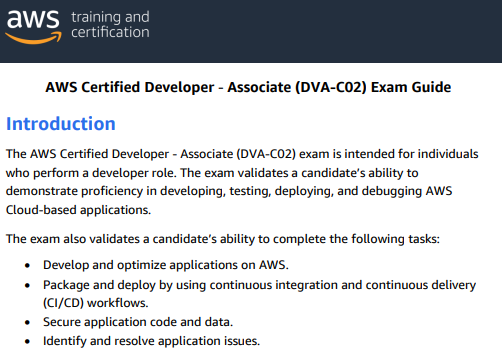 aws training and
certification
AWS Certified Developer - Associate (DVA-C02) Exam Guide
Introduction
The AWS Certified Developer - Associate (DVA-C02) exam is intended for individuals
who perform a developer role. The exam validates a candidate’s ability to
demonstrate proficiency in developing, testing, deploying, and debugging AWS
Cloud-based applications.
The exam also validates a candidate’s ability to complete the following tasks:
• Develop and optimize applications on AWS.
• Package and deploy by using continuous integration and continuous delivery
(CI/CD) workflows.
• Secure application code and data.
• Identify and resolve application issues.